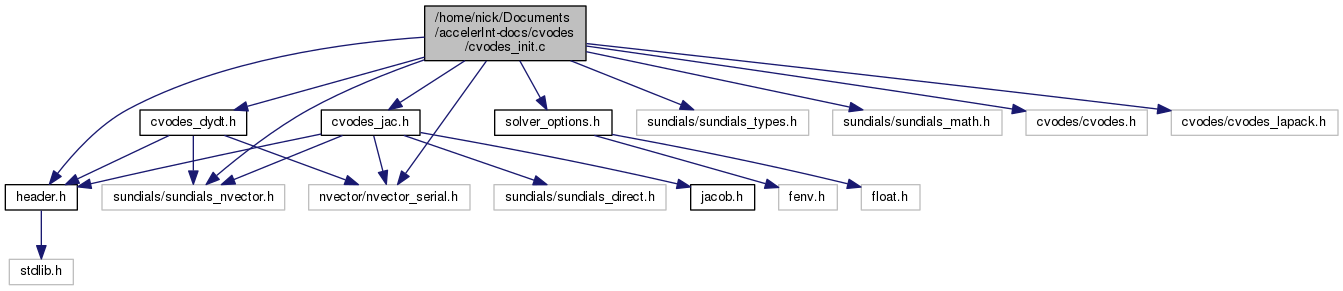 /home/nick/Documents
/accelerInt-docs/cvodes
/cvodes_init.c
cvodes_dydt.h
cvodes_jac.h
solver_options.h
sundials/sundials_types.h
sundials/sundials_math.h
cvodes/cvodes.h
cvodes/cvodes_lapack.h
header.h
sundials/sundials_nvector.h
nvector/nvector_serial.h
sundials/sundials_direct.h
jacob.h
fenv.h
float.h
stdlib.h